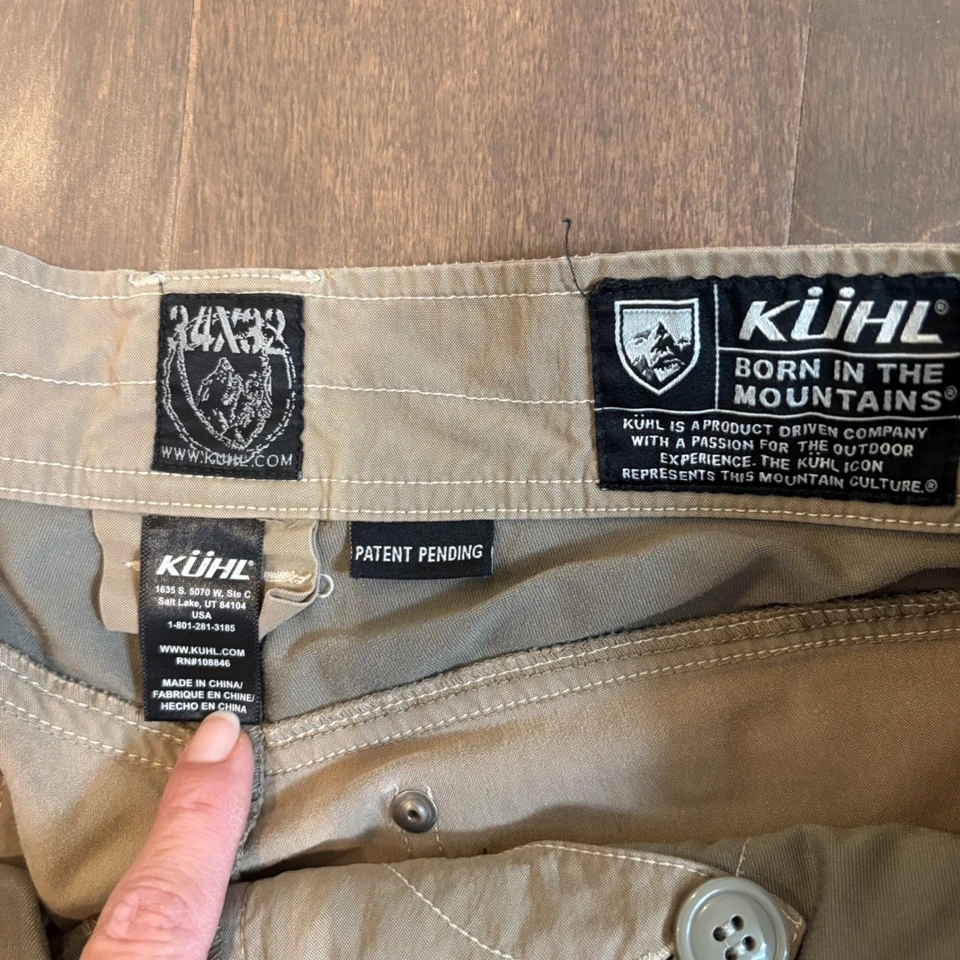 34X32
WWW.KUHL.COM
KÜHL®
BORN IN THE
MOUNTAINS®
KÜHL IS A PRODUCT DRIVEN COMPANY
WITH A PASSION FOR THE OUTDOOR
EXPERIENCE. THE KÜHL ICON
REPRESENTS THIS MOUNTAIN CULTURE.®
KÜHL
1635 S. 5070 W, Ste C
Salt Lake, UT 84104
USA
1-801-281-3185
WWW.KUHL.COM
RN#108846
MADE IN CHINA/
FABRIQUE EN CHINE/
HECHO EN CHINA
PATENT PENDING